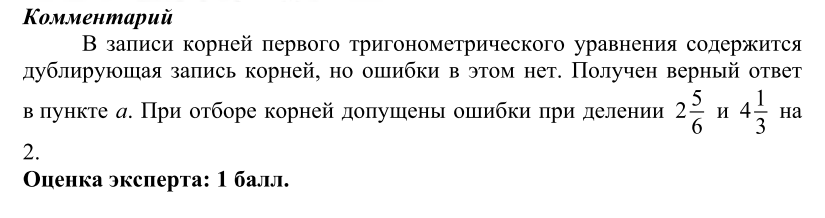 Комментарий
В записи корней первого тригонометрического уравнения содержится
дублирующая запись корней, но ошибки в этом нет. Получен верный ответ
в пункте а. При отборе корней допущены ошибки при делении 2 5/6 и 4 1/3 на
2.
Оценка эксперта: 1 балл.